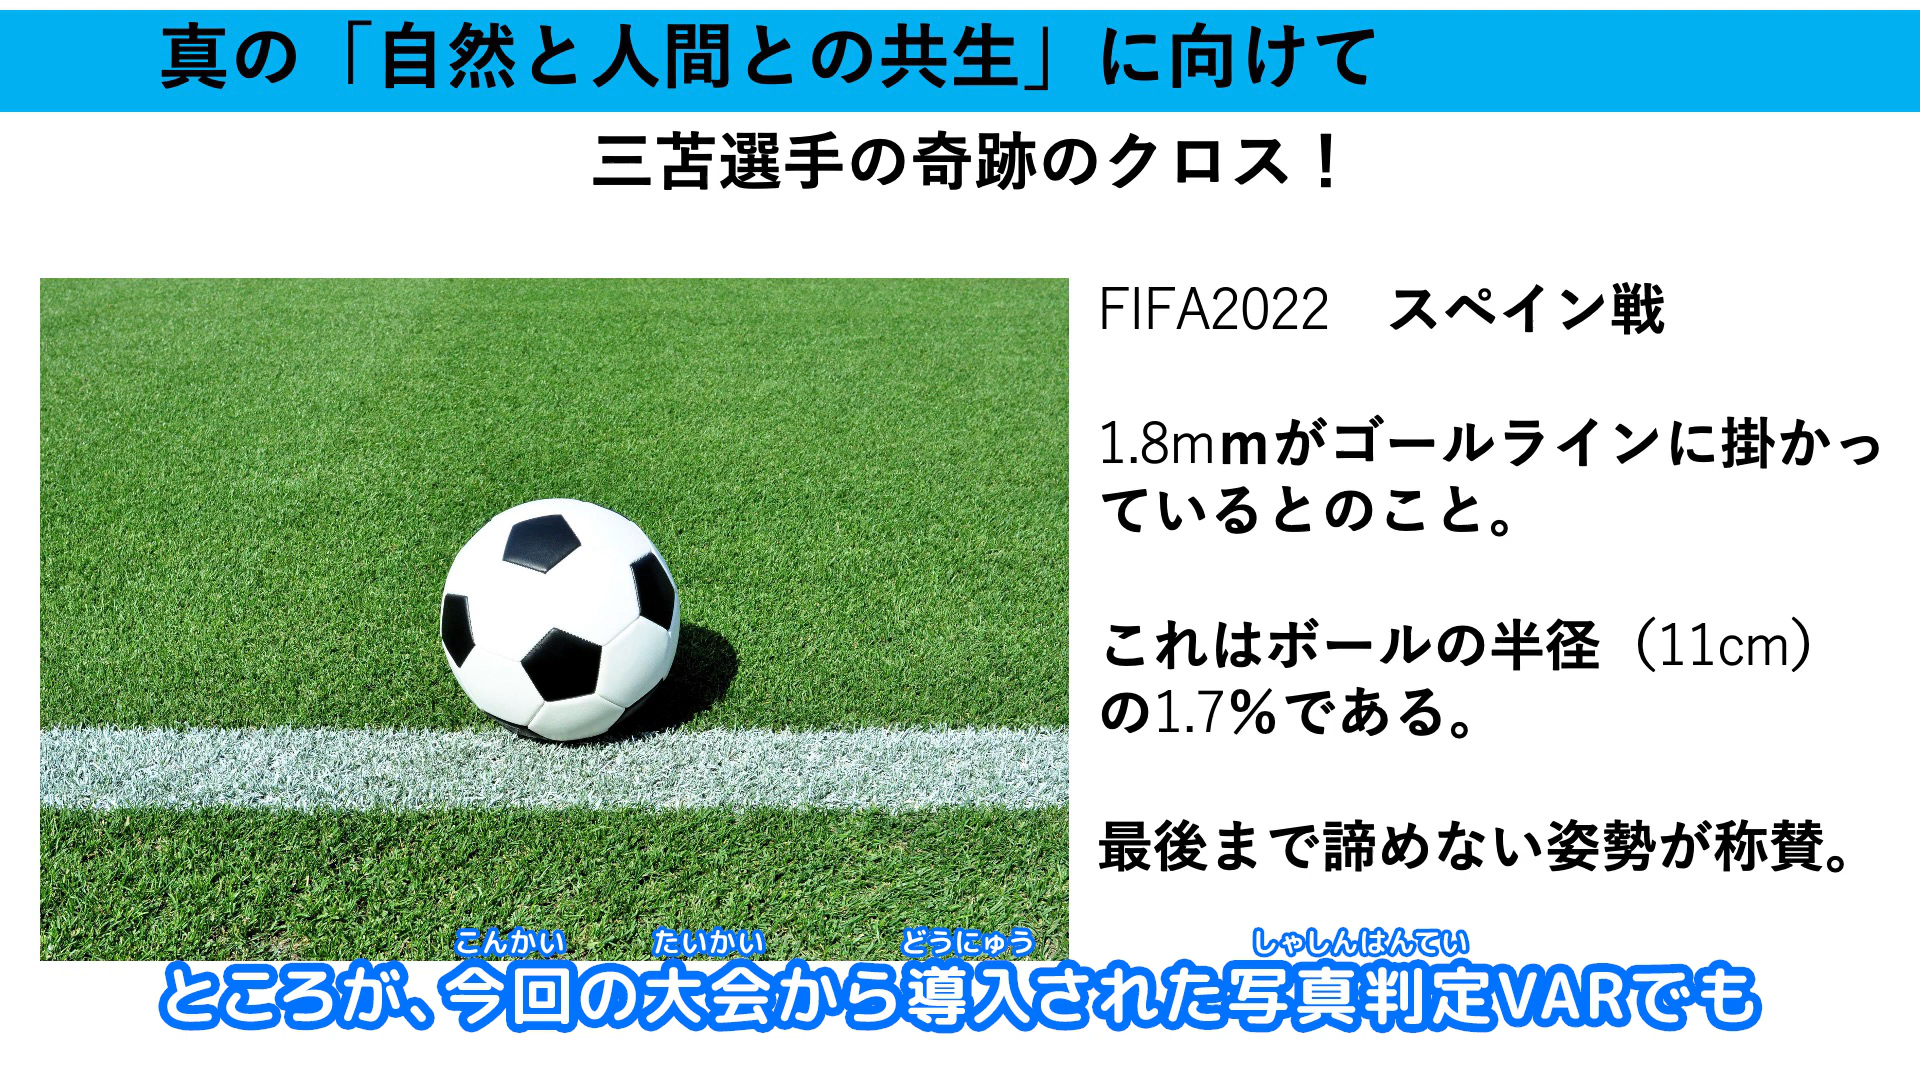 真の「自然と人間との共生」に向けて
三苫選手の奇跡のクロス！
FIFA2022　スペイン戦
1.8mmがゴールラインに掛かっ
ているとのこと。
これはボールの半径（11cm）
の1.7％である。
最後まで諦めない姿勢が称賛。
こんかい たいかい どうにゅう しゃしんはんてい
ところが、今回の大会から導入された写真判定VARでも